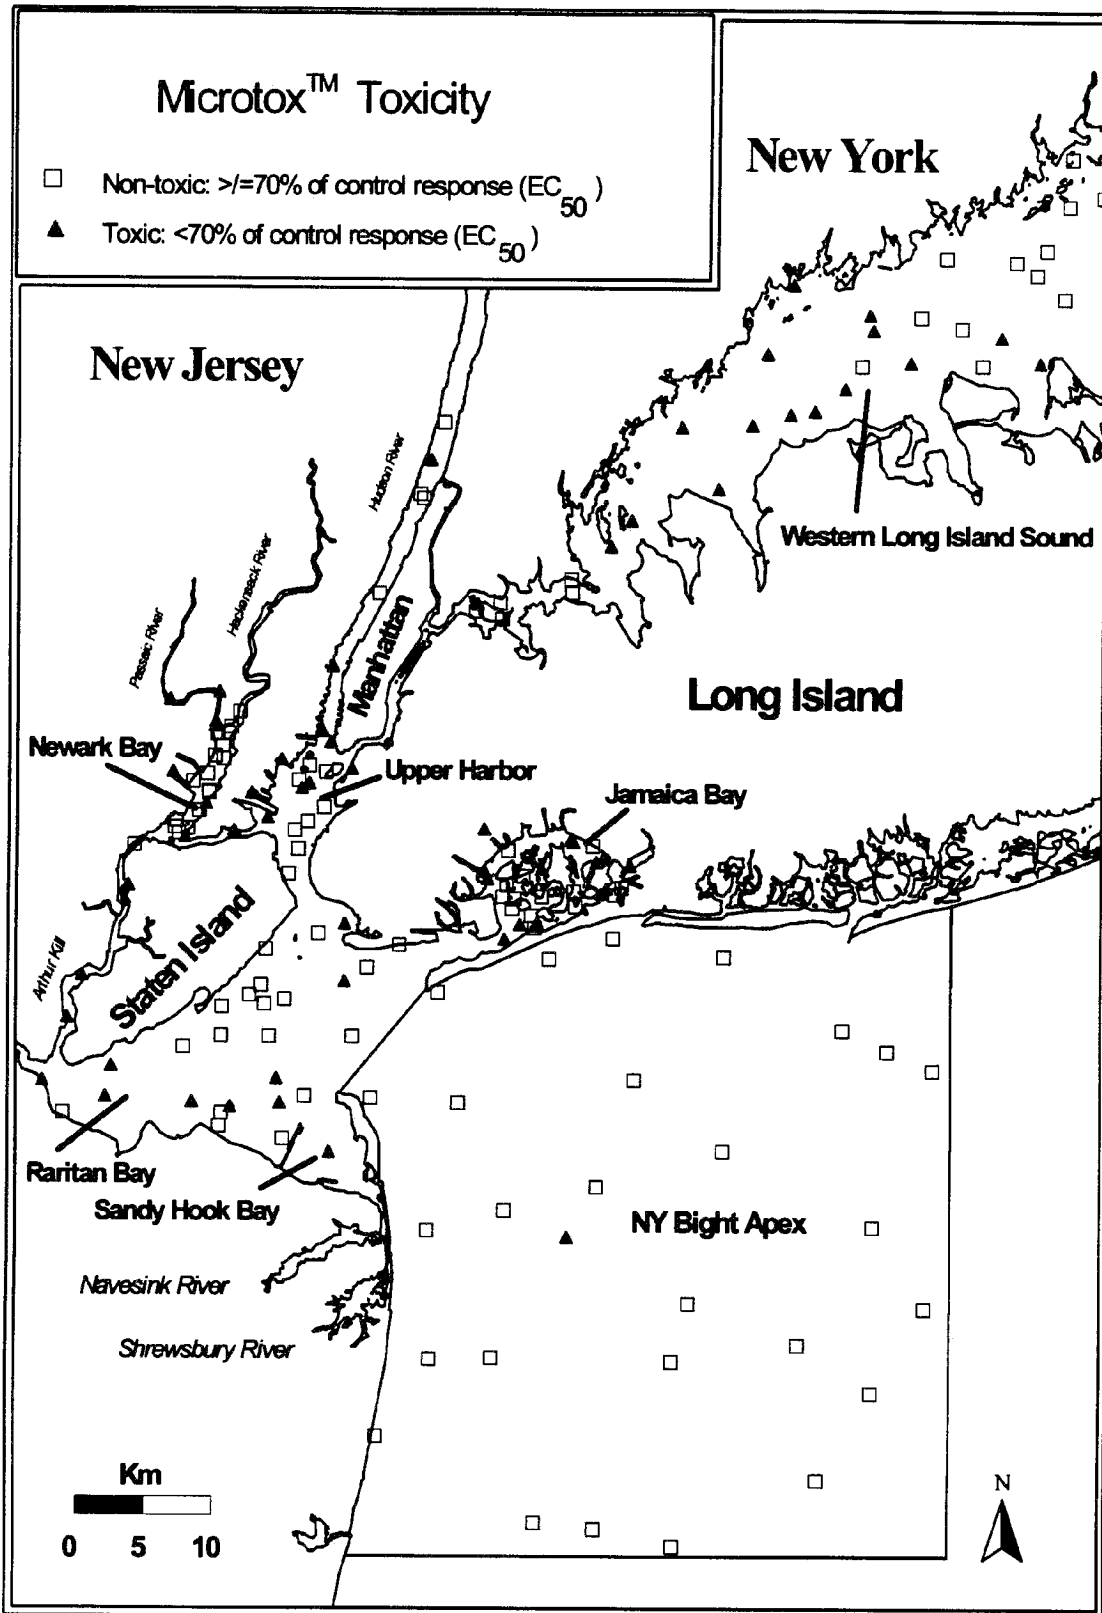 Microtox™ Toxicity
Non-toxic: >/=70% of control response (EC50)
Toxic: <70% of control response (EC50)
New York
New Jersey
Hudson River
Hackenseck River
Passaic River
Manhattan
Western Long Island Sound
Long Island
Newark Bay
Upper Harbor
Jamaica Bay
Staten Island
Arthur Kill
Raritan Bay
Sandy Hook Bay
NY Bight Apex
Navesink River
Shrewsbury River
Km
0 5 10
N